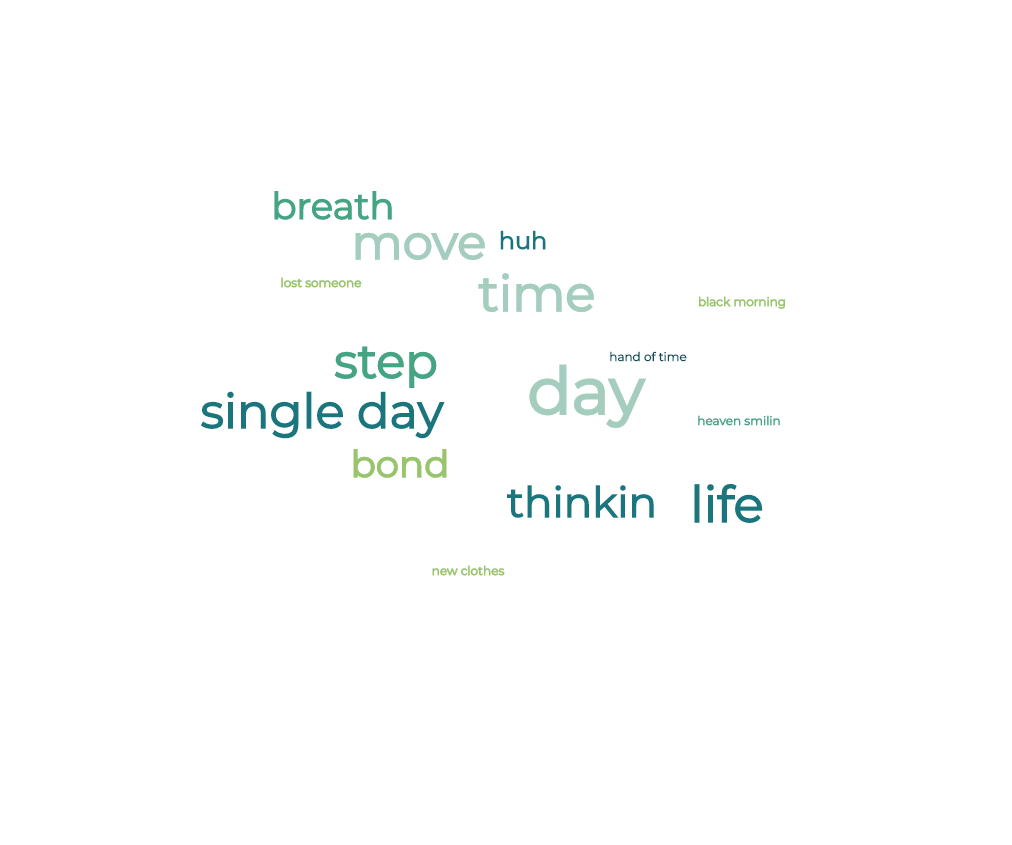 breath
move
huh
lost someone
time
black morning
step
hand of time
day
single day
heaven smilin
bond
thinkin
life
new clothes